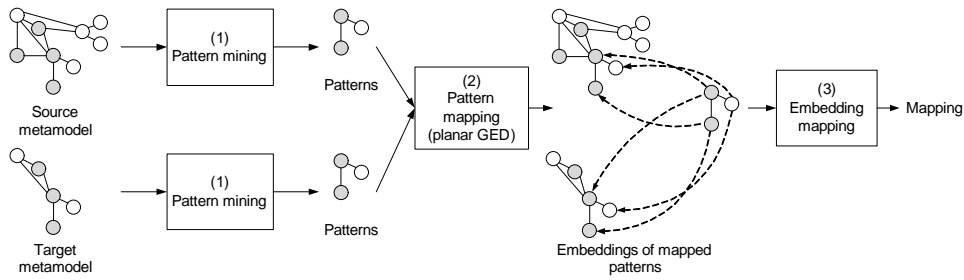 (1)
Pattern mining
Source
metamodel
Patterns
(2)
Pattern
mapping
(planar GED)
(3)
Embedding
mapping
Mapping
(1)
Pattern mining
Target
metamodel
Patterns
Embeddings of mapped
patterns